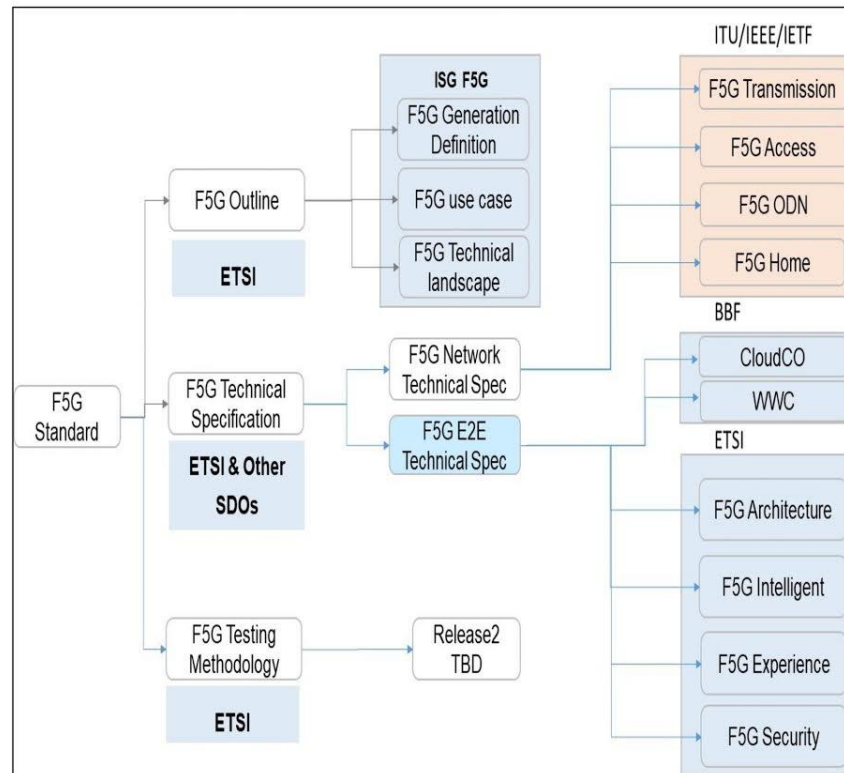 ITU/IEEE/IETF
ISG F5G
F5G Generation
Definition
F5G use case
F5G Technical
landscape
F5G Outline
ETSI
F5G Transmission
F5G Access
F5G ODN
F5G Home
BBF
CloudCO
WWC
F5G Network
Technical Spec
F5G E2E
Technical Spec
F5G Technical
Specification
ETSI & Other
SDOs
F5G
Standard
ETSI
F5G Architecture
F5G Intelligent
F5G Experience
F5G Security
F5G Testing
Methodology
Release2
TBD
ETSI